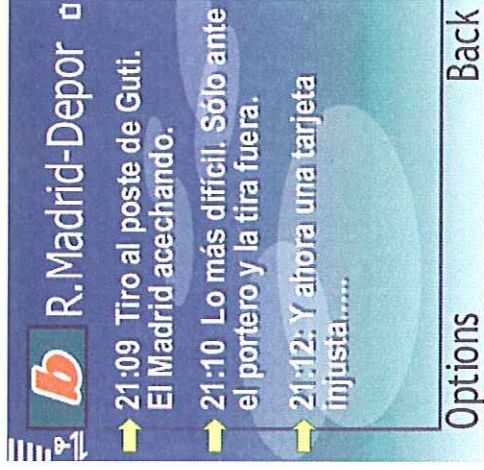 b R.Madrid-Depor
21:09 Tiro al poste de Guti.
El Madrid acechando.
21:10 Lo más difícil. Sólo ante
el portero y la tira fuera.
21:12: Y ahora una tarjeta
injusta.....
Options Back